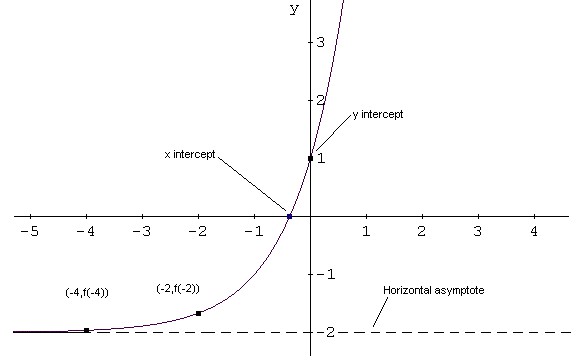 y
3
2
y intercept
x intercept
1
-5 -4 -3 -2 -1 1 2 3 4
-1
(-4,f(-4)) (-2,f(-2)) Horizontal asymptote
-2